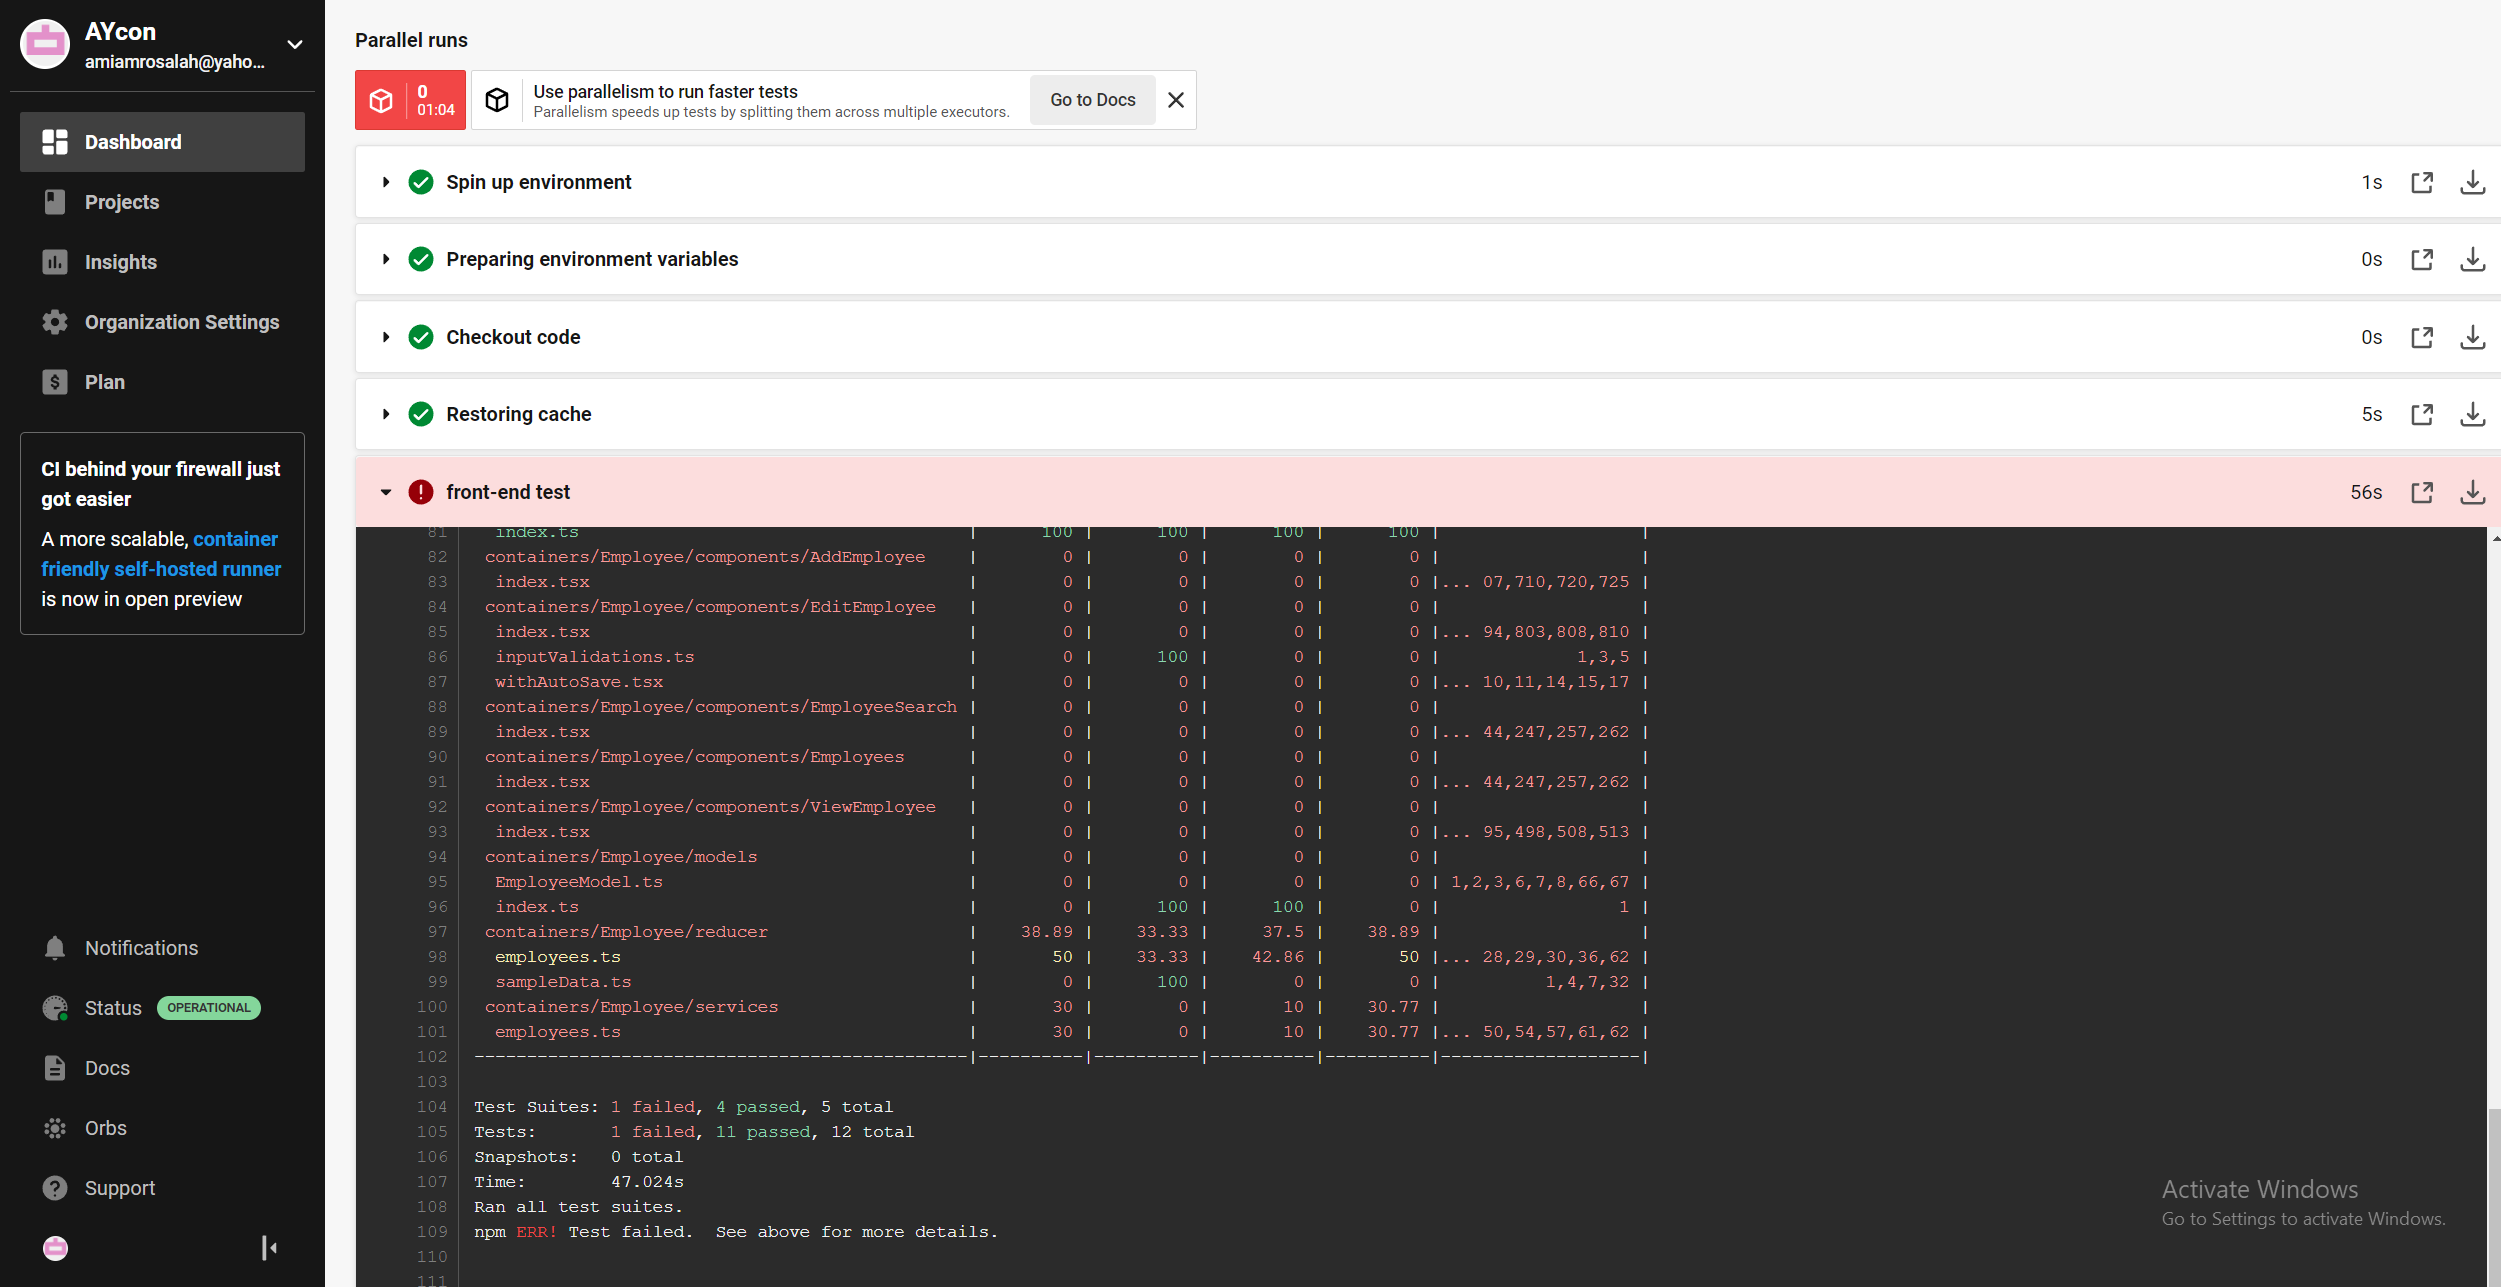 AYcon
amiamrosalah@yaho...
Dashboard
Projects
Insights
Organization Settings
Plan
CI behind your firewall just
got easier
A more scalable, container
friendly self-hosted runner
is now in open preview
Notifications
Status OPERATIONAL
Docs
Orbs
Support
Parallel runs
0
01:04
Use parallelism to run faster tests
Parallelism speeds up tests by splitting them across multiple executors.
Go to Docs
Spin up environment 1s
Preparing environment variables 0s
Checkout code 0s
Restoring cache 5s
front-end test 56s
81 index.ts | 100 | 100 | 100 | 100 | |
82 containers/Employee/components/AddEmployee | 0 | 0 | 0 | 0 | |
83 index.tsx | 0 | 0 | 0 | 0 |... 07,710,720,725 |
84 containers/Employee/components/EditEmployee | 0 | 0 | 0 | 0 | |
85 index.tsx | 0 | 0 | 0 | 0 |... 94,803,808,810 |
86 inputValidations.ts | 0 | 100 | 0 | 0 | 1,3,5 |
87 withAutoSave.tsx | 0 | 0 | 0 | 0 |... 10,11,14,15,17 |
88 containers/Employee/components/EmployeeSearch | 0 | 0 | 0 | 0 | |
89 index.tsx | 0 | 0 | 0 | 0 |... 44,247,257,262 |
90 containers/Employee/components/Employees | 0 | 0 | 0 | 0 | |
91 index.tsx | 0 | 0 | 0 | 0 |... 44,247,257,262 |
92 containers/Employee/components/ViewEmployee | 0 | 0 | 0 | 0 | |
93 index.tsx | 0 | 0 | 0 | 0 |... 95,498,508,513 |
94 containers/Employee/models | 0 | 0 | 0 | 0 | |
95 EmployeeModel.ts | 0 | 0 | 0 | 0 | 1,2,3,6,7,8,66,67 |
96 index.ts | 0 | 100 | 100 | 0 | 1 |
97 containers/Employee/reducer | 38.89 | 33.33 | 37.5 | 38.89 | |
98 employees.ts | 50 | 33.33 | 42.86 | 50 |... 28,29,30,36,62 |
99 sampleData.ts | 0 | 100 | 0 | 0 | 1,4,7,32 |
100 containers/Employee/services | 30 | 0 | 10 | 30.77 | |
101 employees.ts | 30 | 0 | 10 | 30.77 |... 50,54,57,61,62 |
102 -----------------------------------------------|----------|----------|----------|----------|-------------------|
103
104 Test Suites: 1 failed, 4 passed, 5 total
105 Tests: 1 failed, 11 passed, 12 total
106 Snapshots: 0 total
107 Time: 47.024s
108 Ran all test suites.
109 npm ERR! Test failed. See above for more details.
110
111
Activate Windows
Go to Settings to activate Windows.